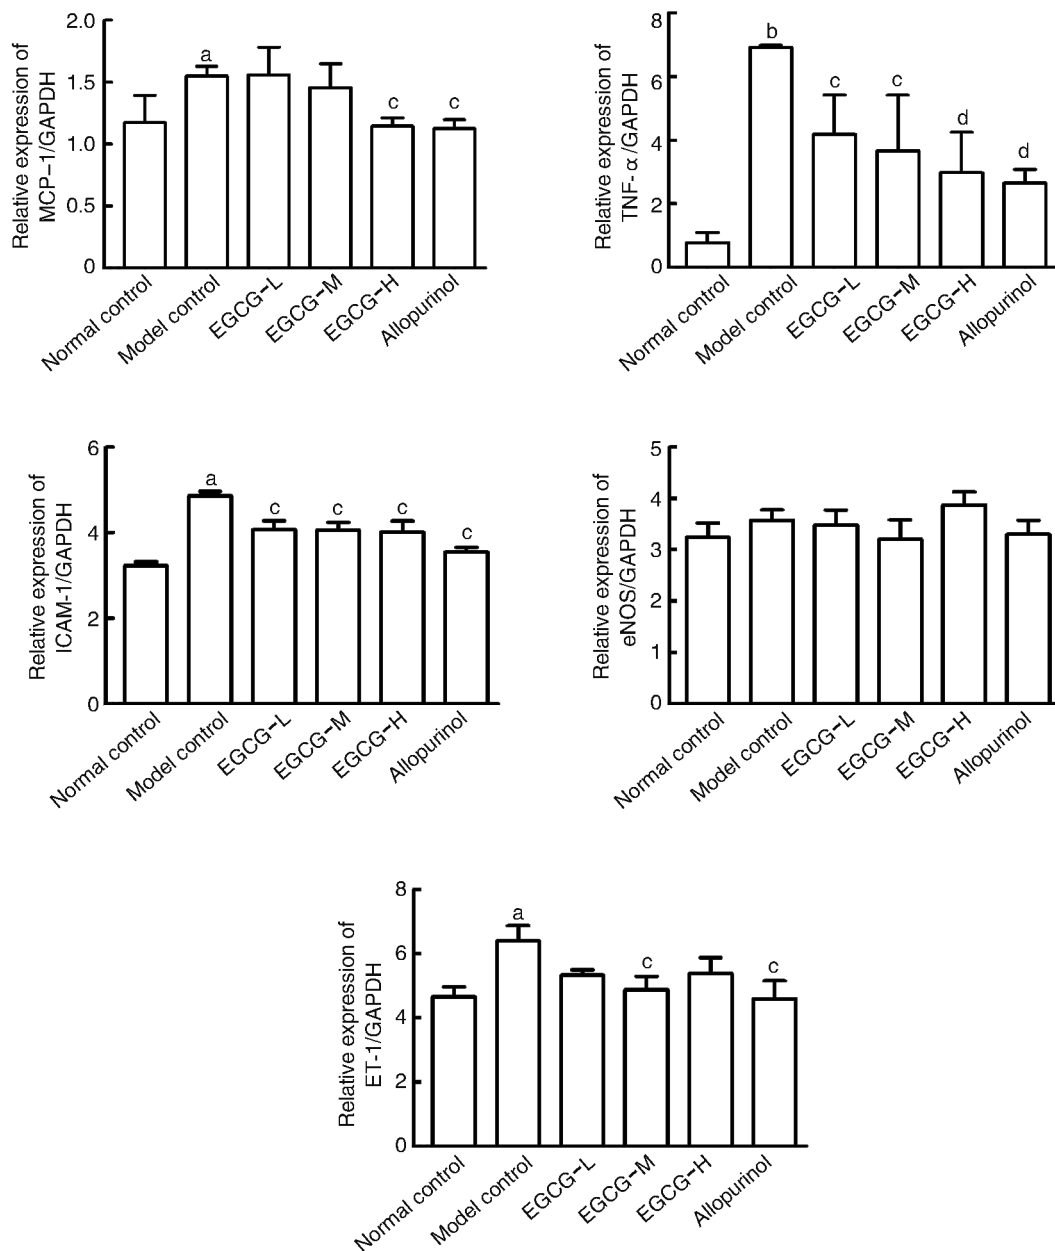 Relative expression of
MCP-1/GAPDH
2.0
1.5
1.0
0.5
0
a
c
c
Normal control
Model control
EGCG-L
EGCG-M
EGCG-H
Allopurinol
Relative expression of
TNF-α/GAPDH
8
6
4
2
0
b
c
c
d
d
Normal control
Model control
EGCG-L
EGCG-M
EGCG-H
Allopurinol
Relative expression of
ICAM-1/GAPDH
6
4
2
0
a
c
c
c
c
Normal control
Model control
EGCG-L
EGCG-M
EGCG-H
Allopurinol
Relative expression of
eNOS/GAPDH
5
4
3
2
1
0
Normal control
Model control
EGCG-L
EGCG-M
EGCG-H
Allopurinol
Relative expression of
ET-1/GAPDH
8
6
4
2
0
a
c
c
Normal control
Model control
EGCG-L
EGCG-M
EGCG-H
Allopurinol